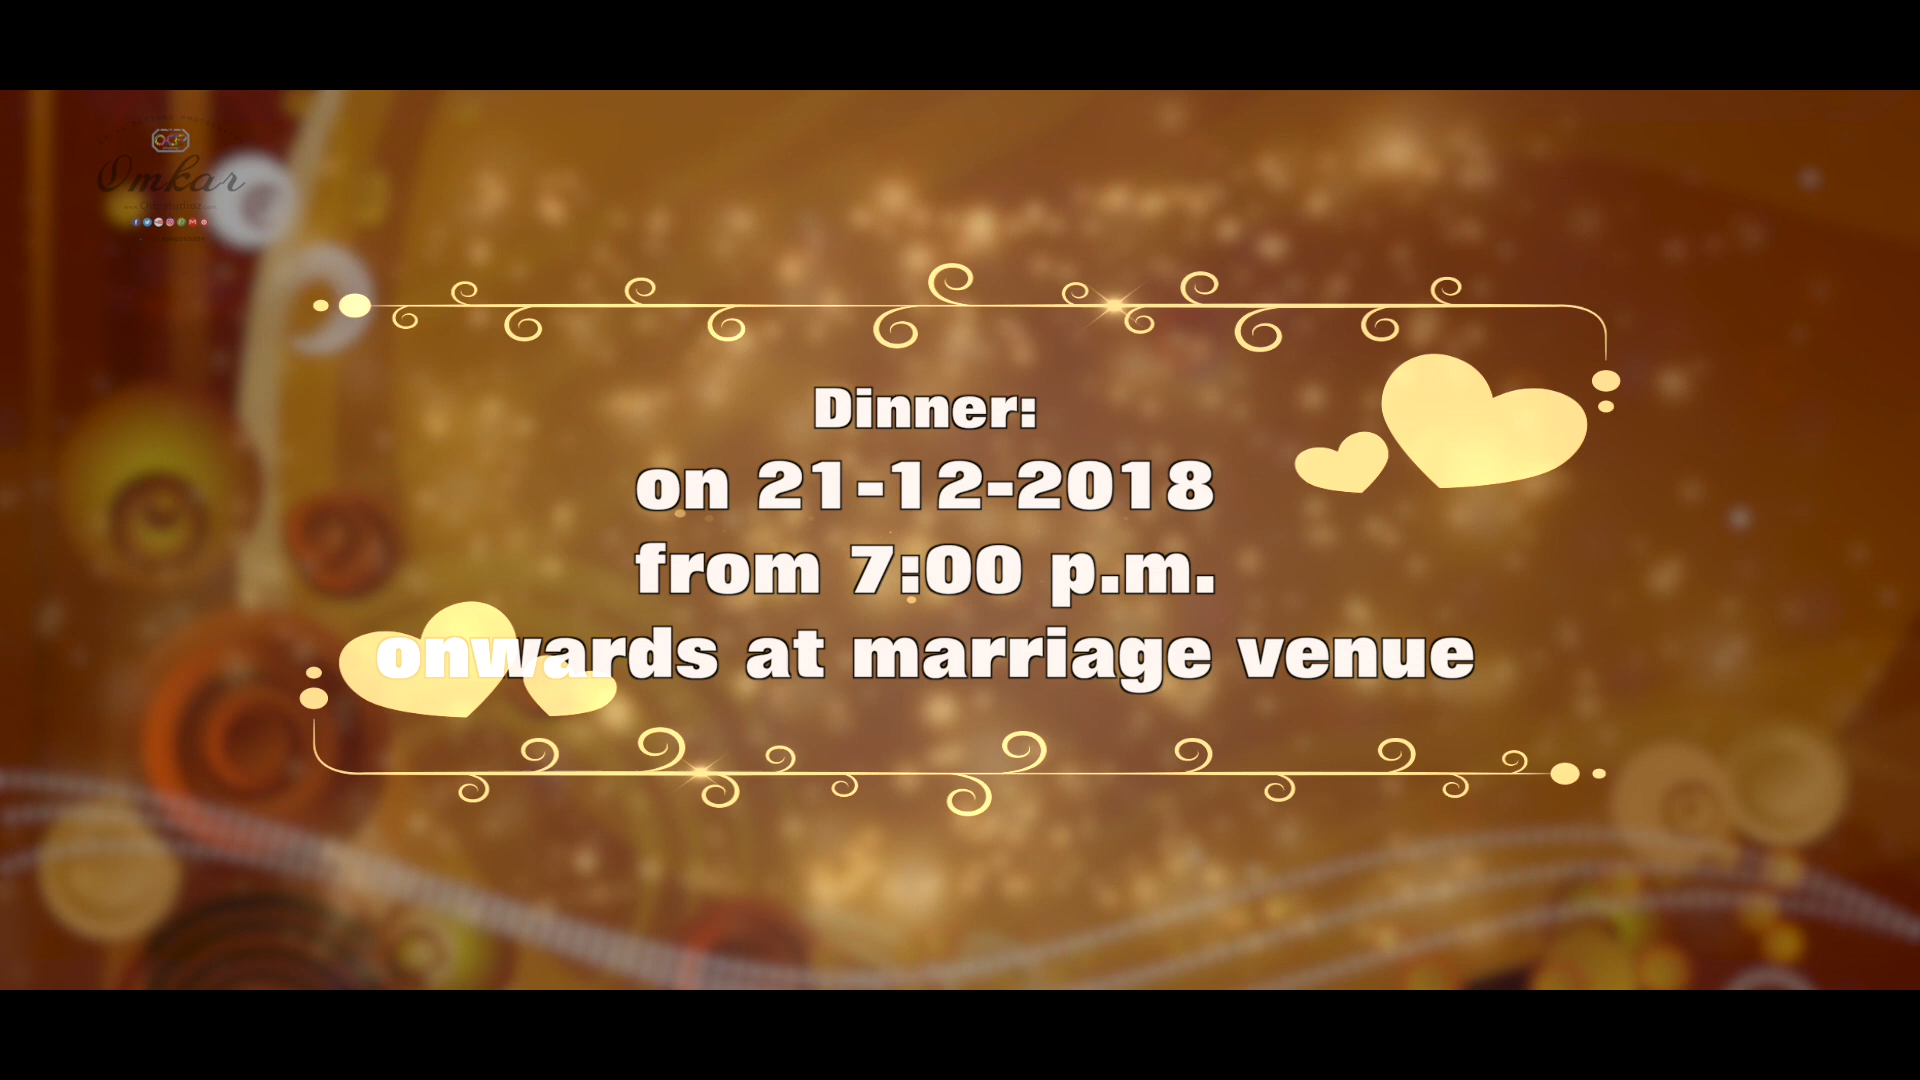 Omkar
Dinner:
on 21-12-2018
from 7:00 p.m.
onwards at marriage venue